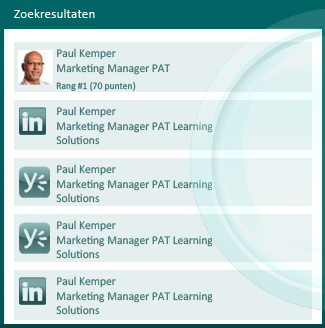 Zoekresultaten
Paul Kemper
Marketing Manager PAT
Rang #1 (70 punten)
in
Paul Kemper
Marketing Manager PAT Learning
Solutions
Paul Kemper
Marketing Manager PAT Learning
Solutions
Paul Kemper
Marketing Manager PAT Learning
Solutions
in
Paul Kemper
Marketing Manager PAT Learning
Solutions